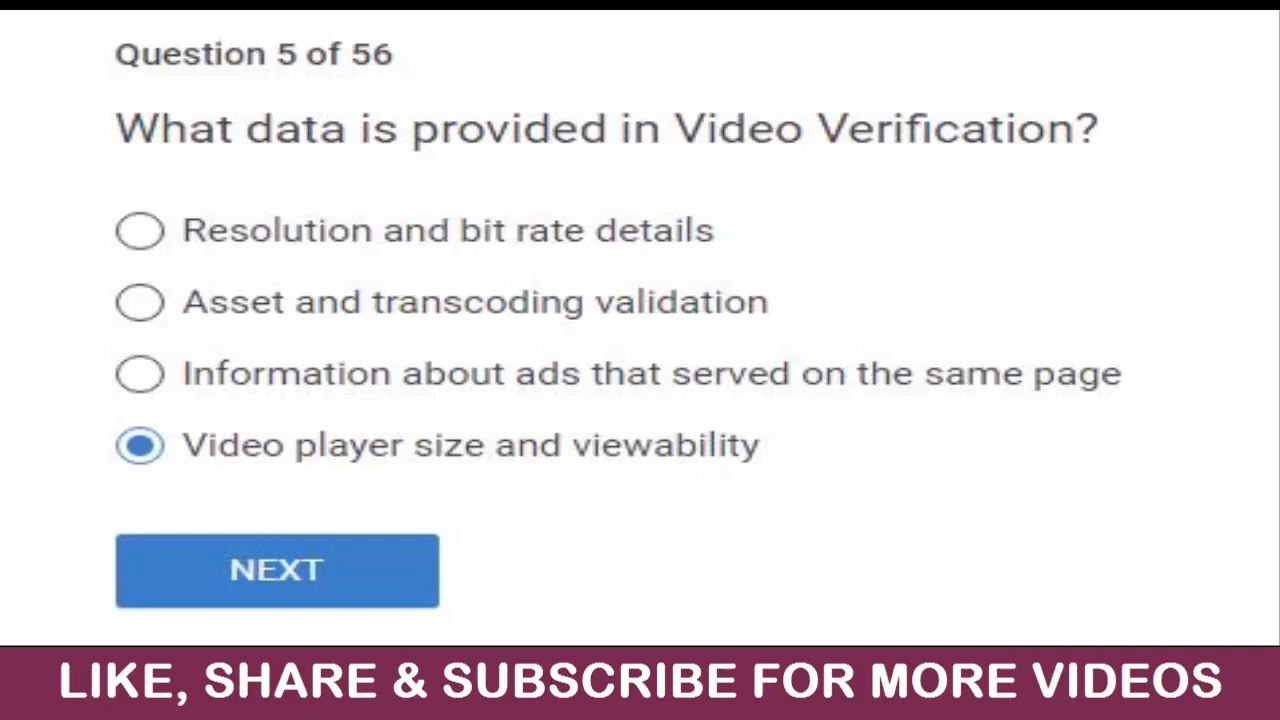 Question 5 of 56
What data is provided in Video Verification?
Resolution and bit rate details
Asset and transcoding validation
Information about ads that served on the same page
Video player size and viewability
NEXT
LIKE, SHARE & SUBSCRIBE FOR MORE VIDEOS